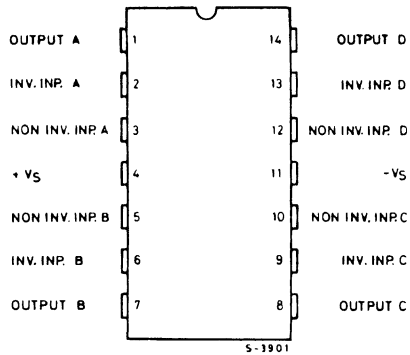 OUTPUT A 1 14 OUTPUT D
INV. INP. A 2 13 INV. INP. D
NON INV. INP. A 3 12 NON INV. INP. D
+ VS 4 11 -VS
NON INV. INP. B 5 10 NON INV. INP. C
INV. INP. B 6 9 INV. INP. C
OUTPUT B 7 8 OUTPUT C
S-3901